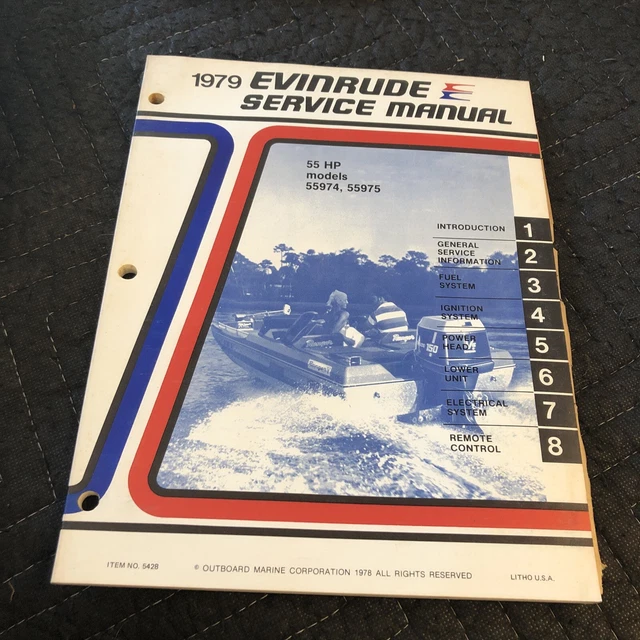 1979 EVINRUDE
SERVICE MANUAL
55 HP
models
55974, 55975
INTRODUCTION 1
GENERAL
SERVICE
INFORMATION 2
FUEL
SYSTEM 3
IGNITION
SYSTEM 4
POWER
HEAD 5
LOWER
UNIT 6
ELECTRICAL
SYSTEM 7
REMOTE
CONTROL 8
Ranger
150
ITEM NO. 5428
© OUTBOARD MARINE CORPORATION 1978 ALL RIGHTS RESERVED
LITHO U.S.A.